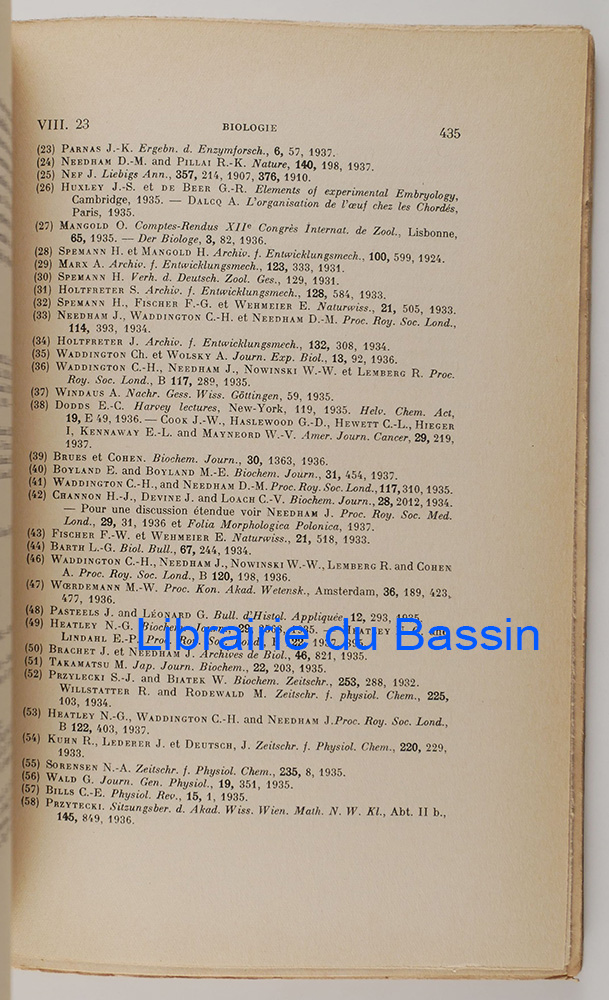 VIII. 23 BIOLOGIE 435
(23) PARNAS J.-K. Ergebn. d. Enzymforsch., 6, 57, 1937.
(24) NEEDHAM D.-M. and PILLAI R.-K. Nature, 140, 198, 1937.
(25) NEF J. Liebigs Ann., 357, 214, 1907, 376, 1910.
(26) HUXLEY J.-S. et DE BEER G.-R. Elements of experimental Embryology,
Cambridge, 1935. — DALCQ A. L'organisation de l'œuf chez les Chordés,
Paris, 1935.
(27) MANGOLD O. Comptes-Rendus XIIe Congrès Internat. de Zool., Lisbonne,
65, 1935. — Der Biologe, 3, 82, 1936.
(28) SPEMANN H. et MANGOLD H. Archiv. f. Entwicklungsmech., 100, 599, 1924.
(29) MARX A. Archiv. f. Entwicklungsmech., 123, 333, 1931.
(30) SPEMANN H. Verh. d. Deutsch. Zool. Ges., 129, 1931.
(31) HOLTFRETER S. Archiv. f. Entwicklungsmech., 128, 584, 1933.
(32) SPEMANN H., FISCHER F.-G. et WEHMEIER E. Naturwiss., 21, 505, 1933.
(33) NEEDHAM J., WADDINGTON C.-H. et NEEDHAM D.-M. Proc. Roy. Soc. Lond.,
114, 393, 1934.
(34) HOLTFRETER J. Archiv. f. Entwicklungsmech., 132, 308, 1934.
(35) WADDINGTON Ch. et WOLSKY A. Journ. Exp. Biol., 13, 92, 1936.
(36) WADDINGTON C.-H., NEEDHAM J., NOWINSKI W.-W. et LEMBERG R. Proc.
Roy. Soc. Lond., B 117, 289, 1935.
(37) WINDAUS A. Nachr. Gess. Wiss. Göttingen, 59, 1935.
(38) DODDS E.-C. Harvey lectures, New-York, 119, 1935. Helv. Chem. Act,
19, E 49, 1936. — COOK J.-W., HASLEWOOD G.-D., HEWETT C.-L., HIEGER
I, KENNAWAY E.-L. and MAYNEORD W.-V. Amer. Journ. Cancer, 29, 219,
1937.
(39) BRUES et COHEN. Biochem. Journ., 30, 1363, 1936.
(40) BOYLAND E. and BOYLAND M.-E. Biochem. Journ., 31, 454, 1937.
(41) WADDINGTON C.-H., and NEEDHAM D.-M. Proc. Roy. Soc. Lond., 117, 310, 1935.
(42) CHANNON H.-J., DEVINE J. and LOACH C.-V. Biochem. Journ., 28, 2012, 1934.
— Pour une discussion étendue voir NEEDHAM J. Proc. Roy. Soc. Med.
Lond., 29, 31, 1936 et Folia Morphologica Polonica, 1937.
(43) FISCHER F.-W. et WEHMEIER E. Naturwiss., 21, 518, 1933.
(44) BARTH L.-G. Biol. Bull., 67, 244, 1934.
(46) WADDINGTON C.-H., NEEDHAM J., NOWINSKI W.-W., LEMBERG R. and COHEN
A. Proc. Roy. Soc. Lond., B 120, 198, 1936.
(47) WŒRDEMANN M.-W. Proc. Kon. Akad. Wetensk., Amsterdam, 36, 189, 423,
477, 1936.
(48) PASTEELS J. and LÉONARD G. Bull. d'Histol. Appliquée, 12, 293, 1935.
(49) HEATLEY N.-G. Biochem. Journ., 29, 1935. — HEATLEY and
LINDAHL E.-P. Proc. Roy. Soc. Lond.,
Librairie du Bassin
(50) BRACHET J. et NEEDHAM J. Archives de Biol., 46, 821, 1935.
(51) TAKAMATSU M. Jap. Journ. Biochem., 22, 203, 1935.
(52) PRZYLECKI S.-J. and BIATEK W. Biochem. Zeitschr., 253, 288, 1932.
WILLSTATTER R. and RODEWALD M. Zeitschr. f. physiol. Chem., 225,
103, 1934.
(53) HEATLEY N.-G., WADDINGTON C.-H. and NEEDHAM J. Proc. Roy. Soc. Lond.,
B 122, 403, 1937.
(54) KUHN R., LEDERER J. et DEUTSCH, J. Zeitschr. f. Physiol. Chem., 220, 229,
1933.
(55) SORENSEN N.-A. Zeitschr. f. Physiol. Chem., 235, 8, 1935.
(56) WALD G. Journ. Gen. Physiol., 19, 351, 1935.
(57) BILLS C.-E. Physiol. Rev., 15, 1, 1935.
(58) PRZYTECKI. Sitzungsber. d. Akad. Wiss. Wien. Math. N. W. Kl., Abt. II b.,
145, 849, 1936.